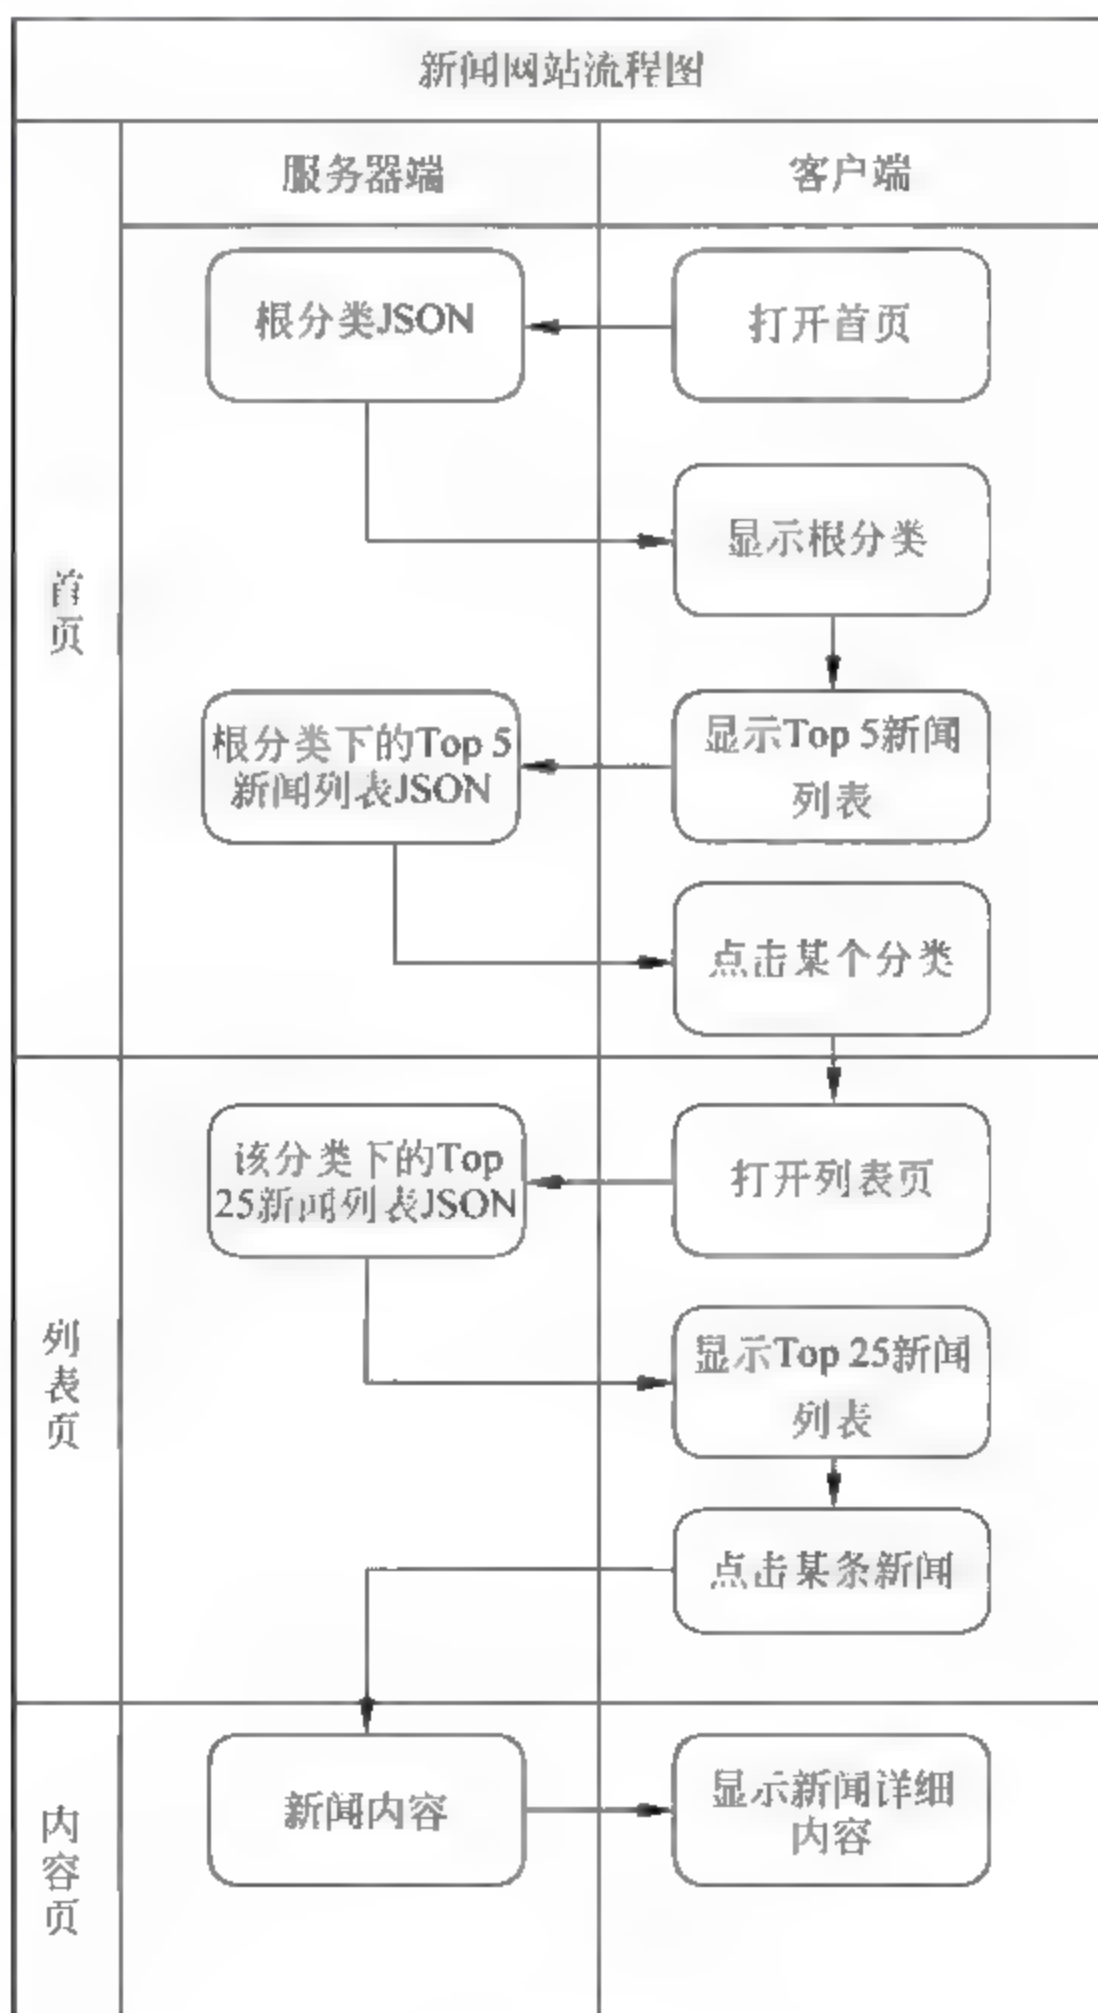 新闻网站流程图
服务器端
客户端
首页
根分类JSON
打开首页
显示根分类
根分类下的Top 5
新闻列表JSON
显示Top 5新闻
列表
点击某个分类
列表页
该分类下的Top
25新闻列表JSON
打开列表页
显示Top 25新闻
列表
点击某条新闻
内容页
新闻内容
显示新闻详细
内容